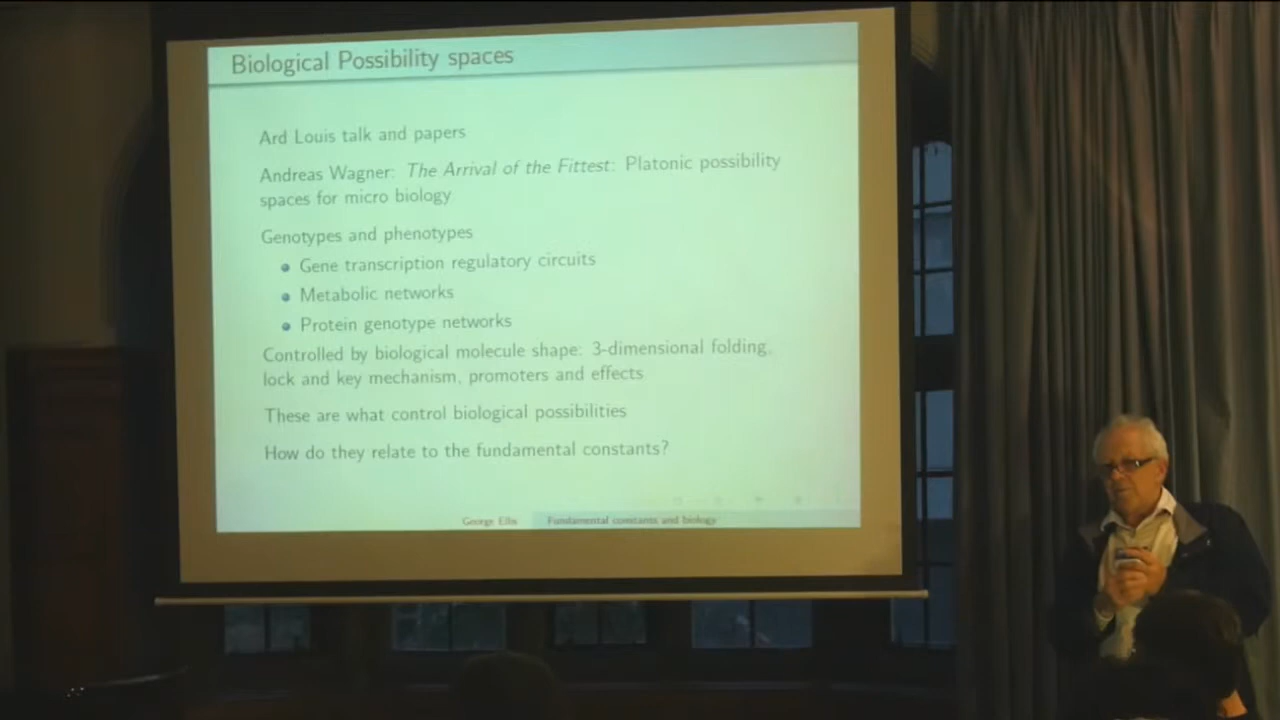 Biological Possibility spaces
Ard Louis talk and papers
Andreas Wagner: The Arrival of the Fittest: Platonic possibility
spaces for micro biology
Genotypes and phenotypes
Gene transcription regulatory circuits
Metabolic networks
Protein genotype networks
Controlled by biological molecule shape: 3-dimensional folding,
lock and key mechanism, promoters and effects
These are what control biological possibilities
How do they relate to the fundamental constants?
George Ellis Fundamental constants and biology